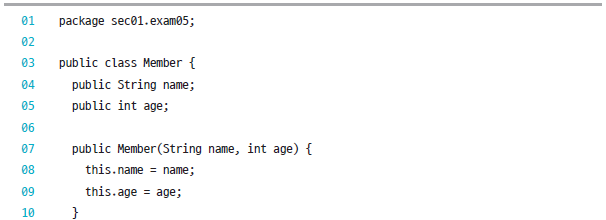 01 package sec01.exam05;
02
03 public class Member {
04 public String name;
05 public int age;
06
07 public Member(String name, int age) {
08 this.name = name;
09 this.age = age;
10 }